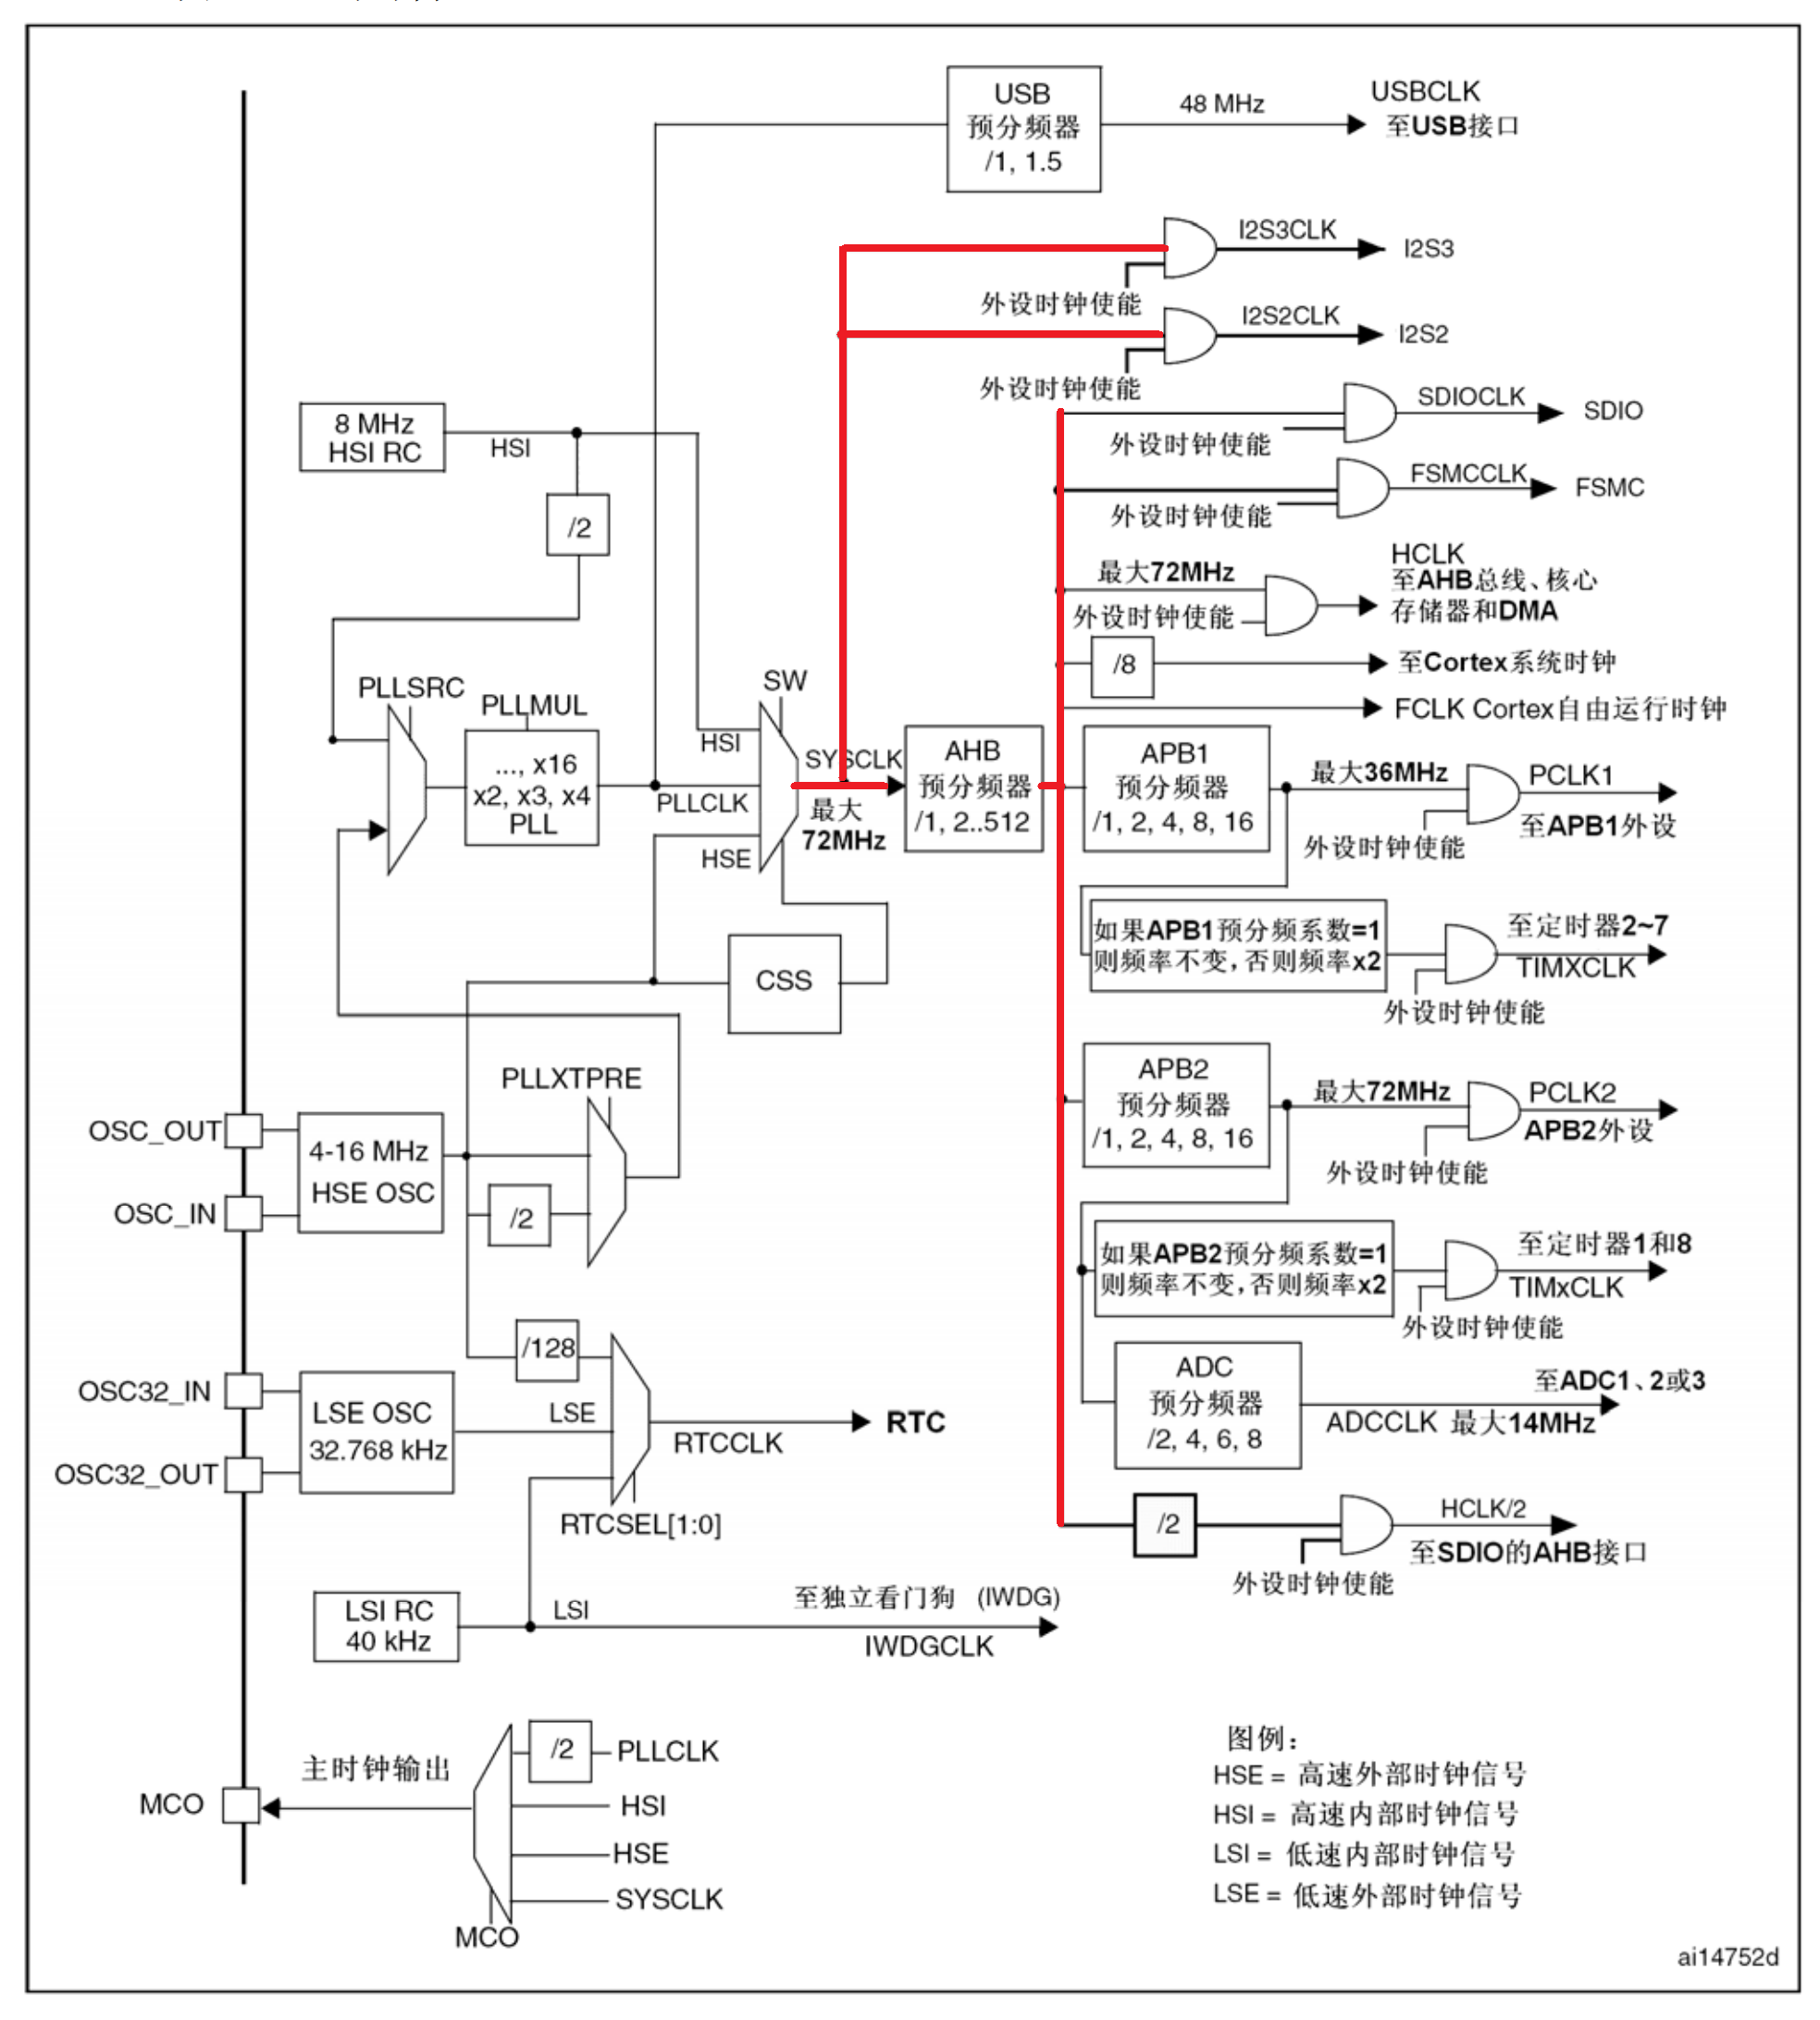 USB
预分频器
/1, 1.5
48 MHz
USBCLK
至USB接口
I2S3CLK
I2S3
外设时钟使能
I2S2CLK
I2S2
外设时钟使能
SDIOCLK
SDIO
外设时钟使能
FSMCCLK
FSMC
外设时钟使能
8 MHz
HSI RC
HSI
/2
最大72MHz
HCLK
至AHB总线、核心
存储器和DMA
外设时钟使能
/8
至Cortex系统时钟
FCLK Cortex自由运行时钟
PLLSRC
PLLMUL
..., x16
x2, x3, x4
PLL
SW
HSI
PLLCLK
HSE
SYSCLK
最大
72MHz
AHB
预分频器
/1, 2..512
APB1
预分频器
/1, 2, 4, 8, 16
最大36MHz
PCLK1
至APB1外设
外设时钟使能
如果APB1预分频系数=1
则频率不变,否则频率x2
至定时器2~7
TIMXCLK
外设时钟使能
CSS
PLLXTPRE
OSC_OUT
OSC_IN
4-16 MHz
HSE OSC
/2
APB2
预分频器
/1, 2, 4, 8, 16
最大72MHz
PCLK2
APB2外设
外设时钟使能
如果APB2预分频系数=1
则频率不变,否则频率x2
至定时器1和8
TIMxCLK
外设时钟使能
ADC
预分频器
/2, 4, 6, 8
至ADC1、2或3
ADCCLK 最大14MHz
/128
OSC32_IN
OSC32_OUT
LSE OSC
32.768 kHz
LSE
RTCCLK
RTC
RTCSEL[1:0]
/2
HCLK/2
至SDIO的AHB接口
外设时钟使能
LSI RC
40 kHz
LSI
至独立看门狗 (IWDG)
IWDGCLK
MCO
主时钟输出
/2
PLLCLK
HSI
HSE
SYSCLK
MCO
图例：
HSE = 高速外部时钟信号
HSI = 高速内部时钟信号
LSI = 低速内部时钟信号
LSE = 低速外部时钟信号
ai14752d